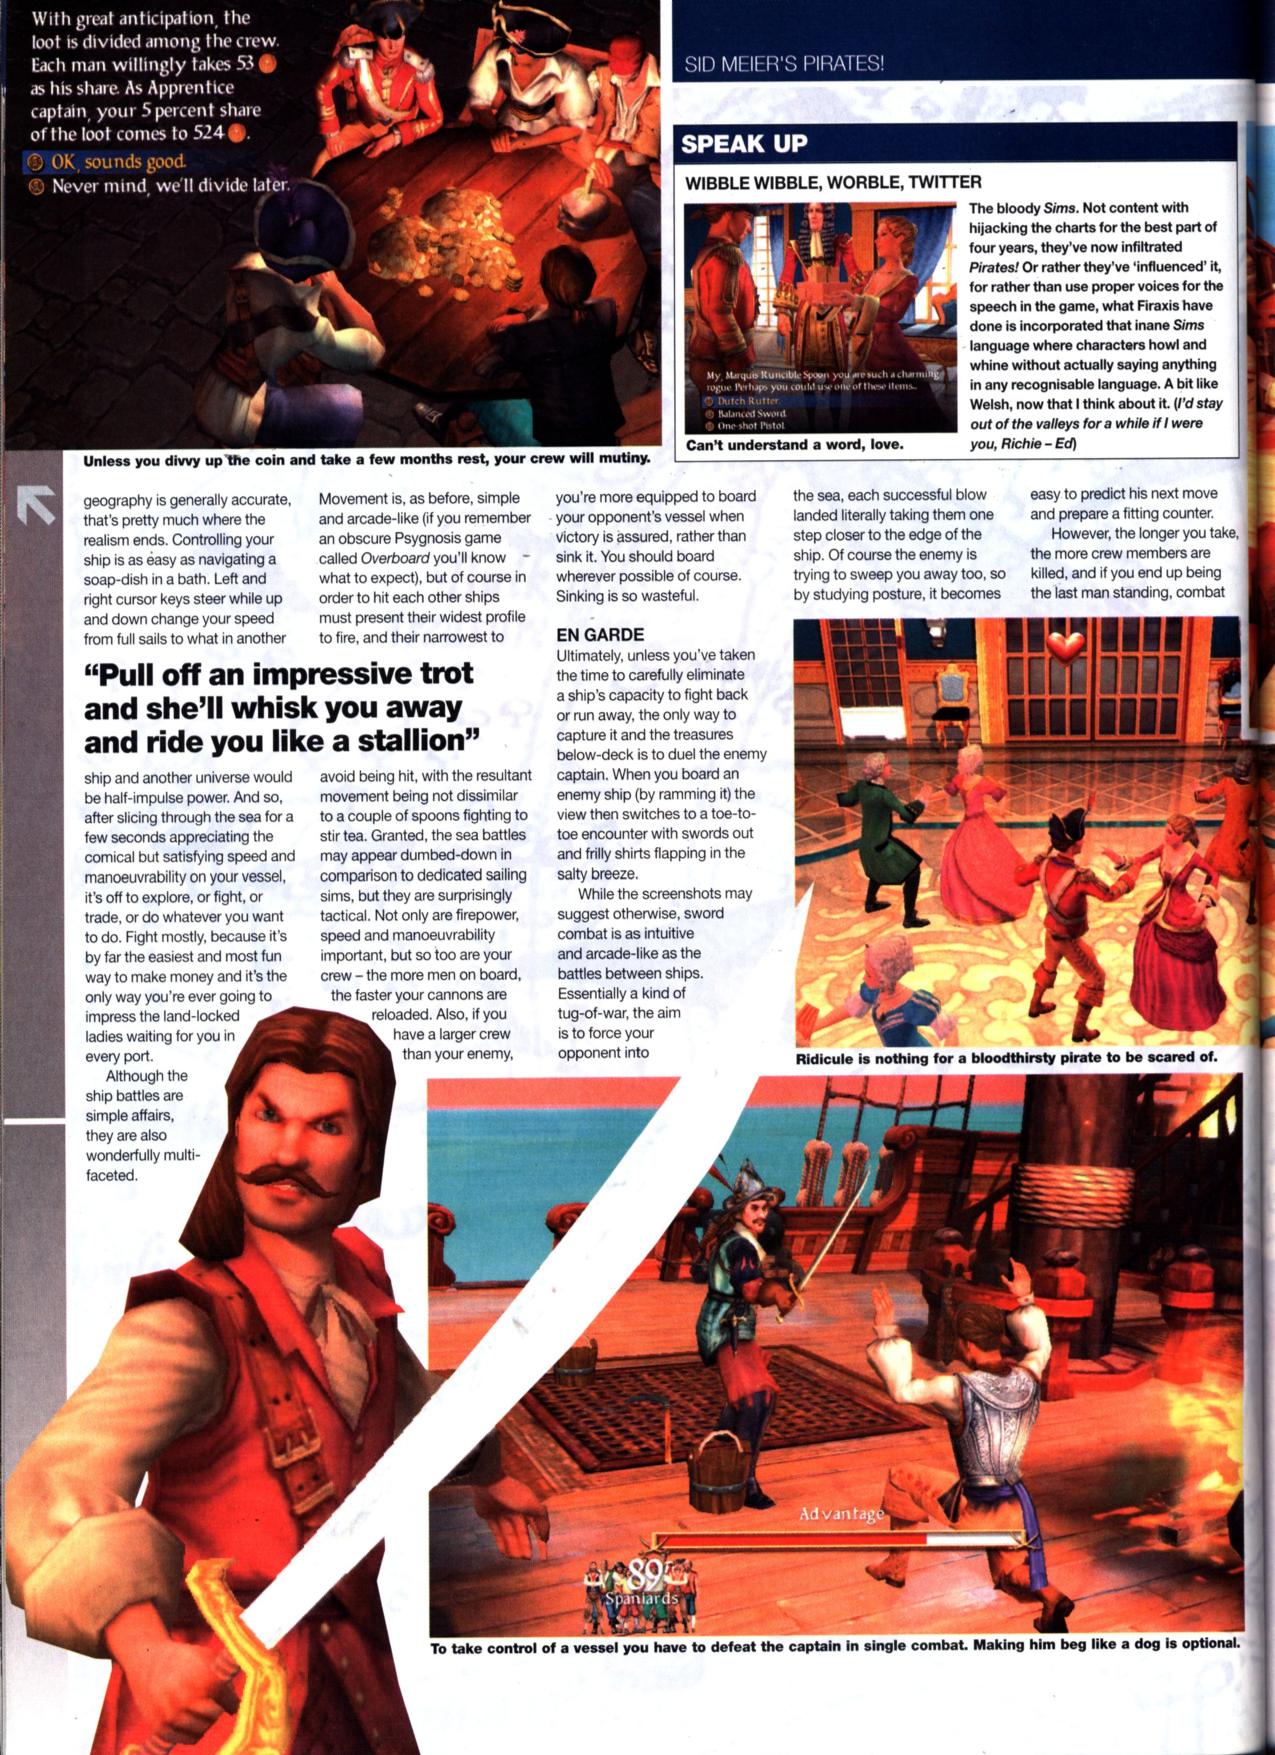 With great anticipation, the
loot is divided among the crew.
Each man willingly takes 53
as his share. As Apprentice
captain, your 5 percent share
of the loot comes to 524 .
OK, sounds good.
Never mind, we'll divide later.
Unless you divvy up the coin and take a few months rest, your crew will mutiny.
SID MEIER'S PIRATES!
SPEAK UP
WIBBLE WIBBLE, WORBLE, TWITTER
My, Marquis Runcible Spoon you are such a charming
rogue. Perhaps you could use one of these items...
Dutch Rutter.
Balanced Sword.
One-shot Pistol.
Can't understand a word, love.
The bloody Sims. Not content with
hijacking the charts for the best part of
four years, they've now infiltrated
Pirates! Or rather they've 'influenced' it,
for rather than use proper voices for the
speech in the game, what Firaxis have
done is incorporated that inane Sims
language where characters howl and
whine without actually saying anything
in any recognisable language. A bit like
Welsh, now that I think about it. (I'd stay
out of the valleys for a while if I were
you, Richie – Ed)
geography is generally accurate,
that's pretty much where the
realism ends. Controlling your
ship is as easy as navigating a
soap-dish in a bath. Left and
right cursor keys steer while up
and down change your speed
from full sails to what in another
"Pull off an impressive trot
and she'll whisk you away
and ride you like a stallion"
ship and another universe would
be half-impulse power. And so,
after slicing through the sea for a
few seconds appreciating the
comical but satisfying speed and
manoeuvrability on your vessel,
it's off to explore, or fight, or
trade, or do whatever you want
to do. Fight mostly, because it's
by far the easiest and most fun
way to make money and it's the
only way you're ever going to
impress the land-locked
ladies waiting for you in
every port.
Although the
ship battles are
simple affairs,
they are also
wonderfully multi-
faceted.
Movement is, as before, simple
and arcade-like (if you remember
an obscure Psygnosis game
called Overboard you'll know
what to expect), but of course in
order to hit each other ships
must present their widest profile
to fire, and their narrowest to
avoid being hit, with the resultant
movement being not dissimilar
to a couple of spoons fighting to
stir tea. Granted, the sea battles
may appear dumbed-down in
comparison to dedicated sailing
sims, but they are surprisingly
tactical. Not only are firepower,
speed and manoeuvrability
important, but so too are your
crew – the more men on board,
the faster your cannons are
reloaded. Also, if you
have a larger crew
than your enemy,
you're more equipped to board
your opponent's vessel when
victory is assured, rather than
sink it. You should board
wherever possible of course.
Sinking is so wasteful.
EN GARDE
Ultimately, unless you've taken
the time to carefully eliminate
a ship's capacity to fight back
or run away, the only way to
capture it and the treasures
below-deck is to duel the enemy
captain. When you board an
enemy ship (by ramming it) the
view then switches to a toe-to-
toe encounter with swords out
and frilly shirts flapping in the
salty breeze.
While the screenshots may
suggest otherwise, sword
combat is as intuitive
and arcade-like as the
battles between ships.
Essentially a kind of
tug-of-war, the aim
is to force your
opponent into
the sea, each successful blow
landed literally taking them one
step closer to the edge of the
ship. Of course the enemy is
trying to sweep you away too, so
by studying posture, it becomes
easy to predict his next move
and prepare a fitting counter.
However, the longer you take,
the more crew members are
killed, and if you end up being
the last man standing, combat
Ridicule is nothing for a bloodthirsty pirate to be scared of.
Advantage
89
Spaniards
To take control of a vessel you have to defeat the captain in single combat. Making him beg like a dog is optional.